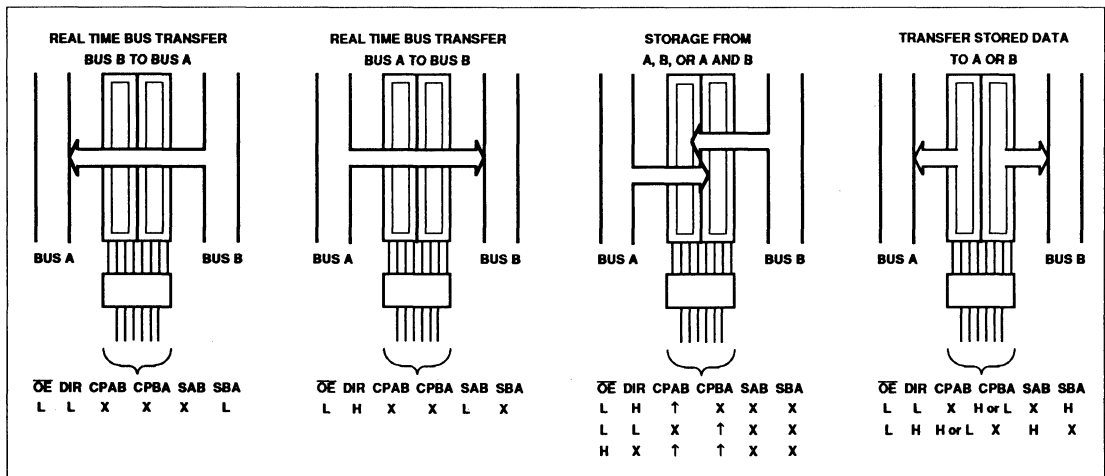 REAL TIME BUS TRANSFER
BUS B TO BUS A
BUS A
BUS B
OE DIR CPAB CPBA SAB SBA
L L X X X L
REAL TIME BUS TRANSFER
BUS A TO BUS B
BUS A
BUS B
OE DIR CPAB CPBA SAB SBA
L H X X L X
STORAGE FROM
A, B, OR A AND B
BUS A
BUS B
OE DIR CPAB CPBA SAB SBA
L H ↑ X X X
L L X ↑ X X
H X ↑ ↑ X X
TRANSFER STORED DATA
TO A OR B
BUS A
BUS B
OE DIR CPAB CPBA SAB SBA
L L X H or L X H
L H H or L X H X